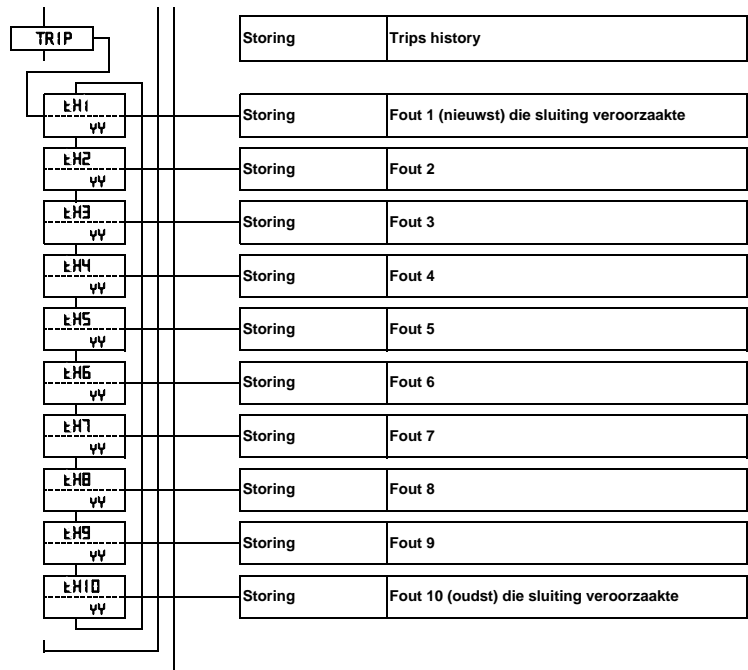 TRIP Storing Trips history
tH1
YY Storing Fout 1 (nieuwst) die sluiting veroorzaakte
tH2
YY Storing Fout 2
tH3
YY Storing Fout 3
tH4
YY Storing Fout 4
tH5
YY Storing Fout 5
tH6
YY Storing Fout 6
tH7
YY Storing Fout 7
tH8
YY Storing Fout 8
tH9
YY Storing Fout 9
tH10
YY Storing Fout 10 (oudst) die sluiting veroorzaakte